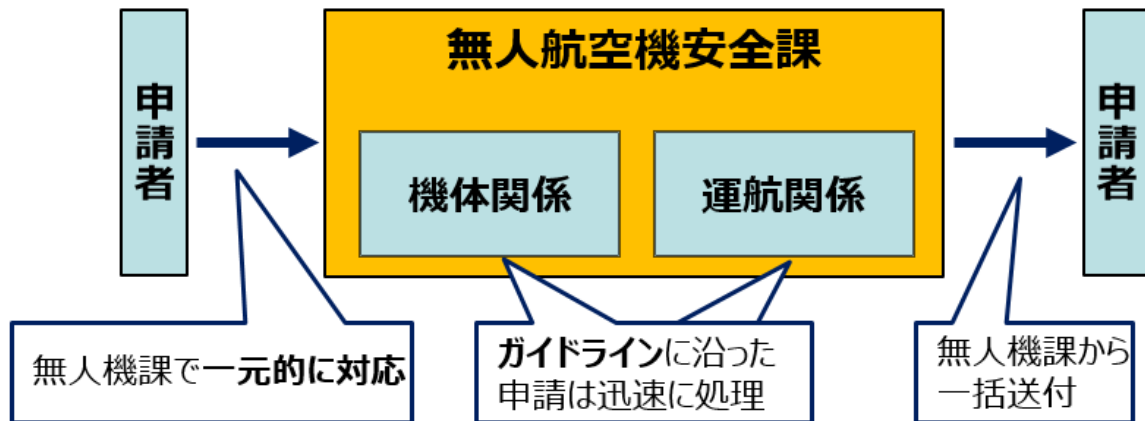 申請者
無人航空機安全課
機体関係
運航関係
申請者
無人機課で一元的に対応
ガイドラインに沿った
申請は迅速に処理
無人機課から
一括送付